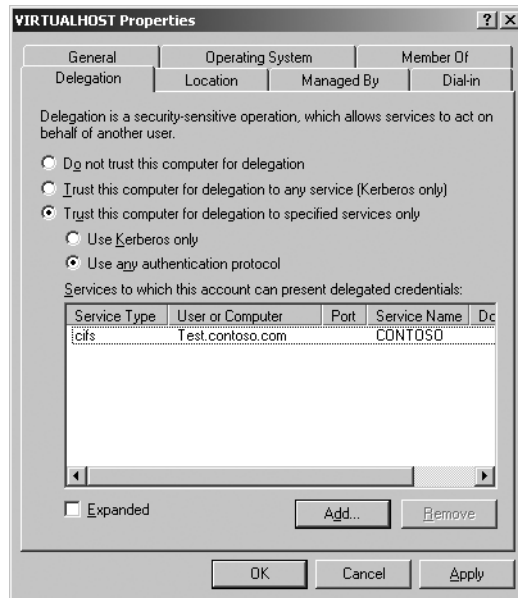 VIRTUALHOST Properties
General Operating System Member Of
Delegation Location Managed By Dial-in
Delegation is a security-sensitive operation, which allows services to act on
behalf of another user.
Do not trust this computer for delegation
Trust this computer for delegation to any service (Kerberos only)
Trust this computer for delegation to specified services only
Use Kerberos only
Use any authentication protocol
Services to which this account can present delegated credentials:
Service Type User or Computer Port Service Name Dc
cifs Test.contoso.com CONTOSO
Expanded Add... Remove
OK Cancel Apply